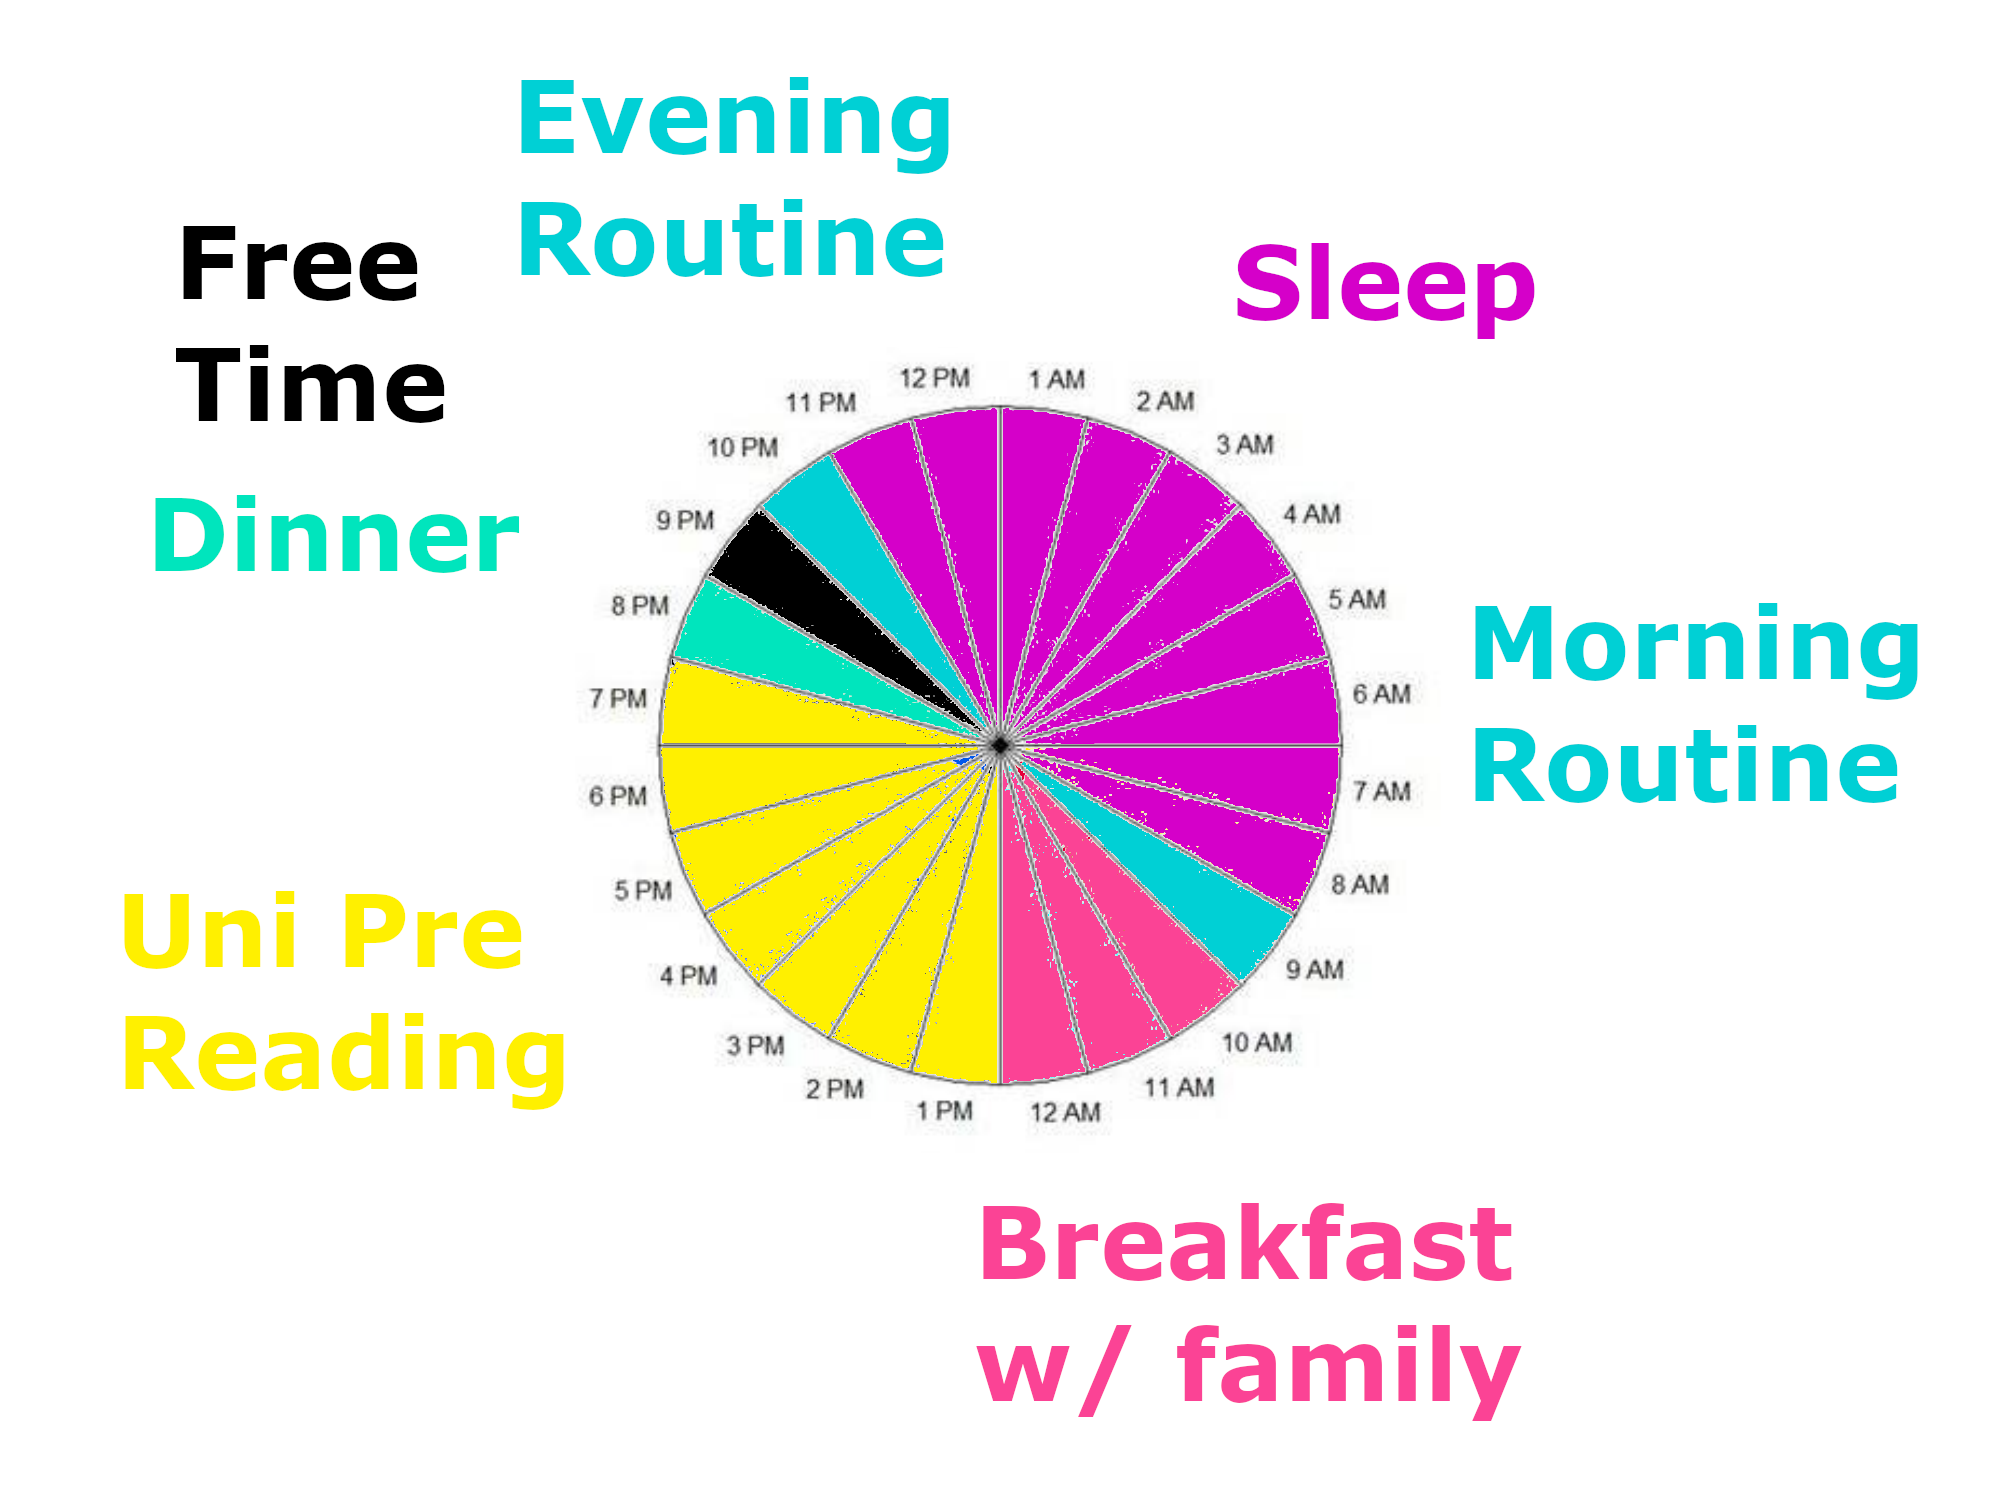 Evening
Routine
Free
Time
Sleep
Dinner
Morning
Routine
Uni Pre
Reading
Breakfast
w/ family
12 PM
1 AM
2 AM
3 AM
4 AM
5 AM
6 AM
7 AM
8 AM
9 AM
10 AM
11 AM
12 AM
1 PM
2 PM
3 PM
4 PM
5 PM
6 PM
7 PM
8 PM
9 PM
10 PM
11 PM